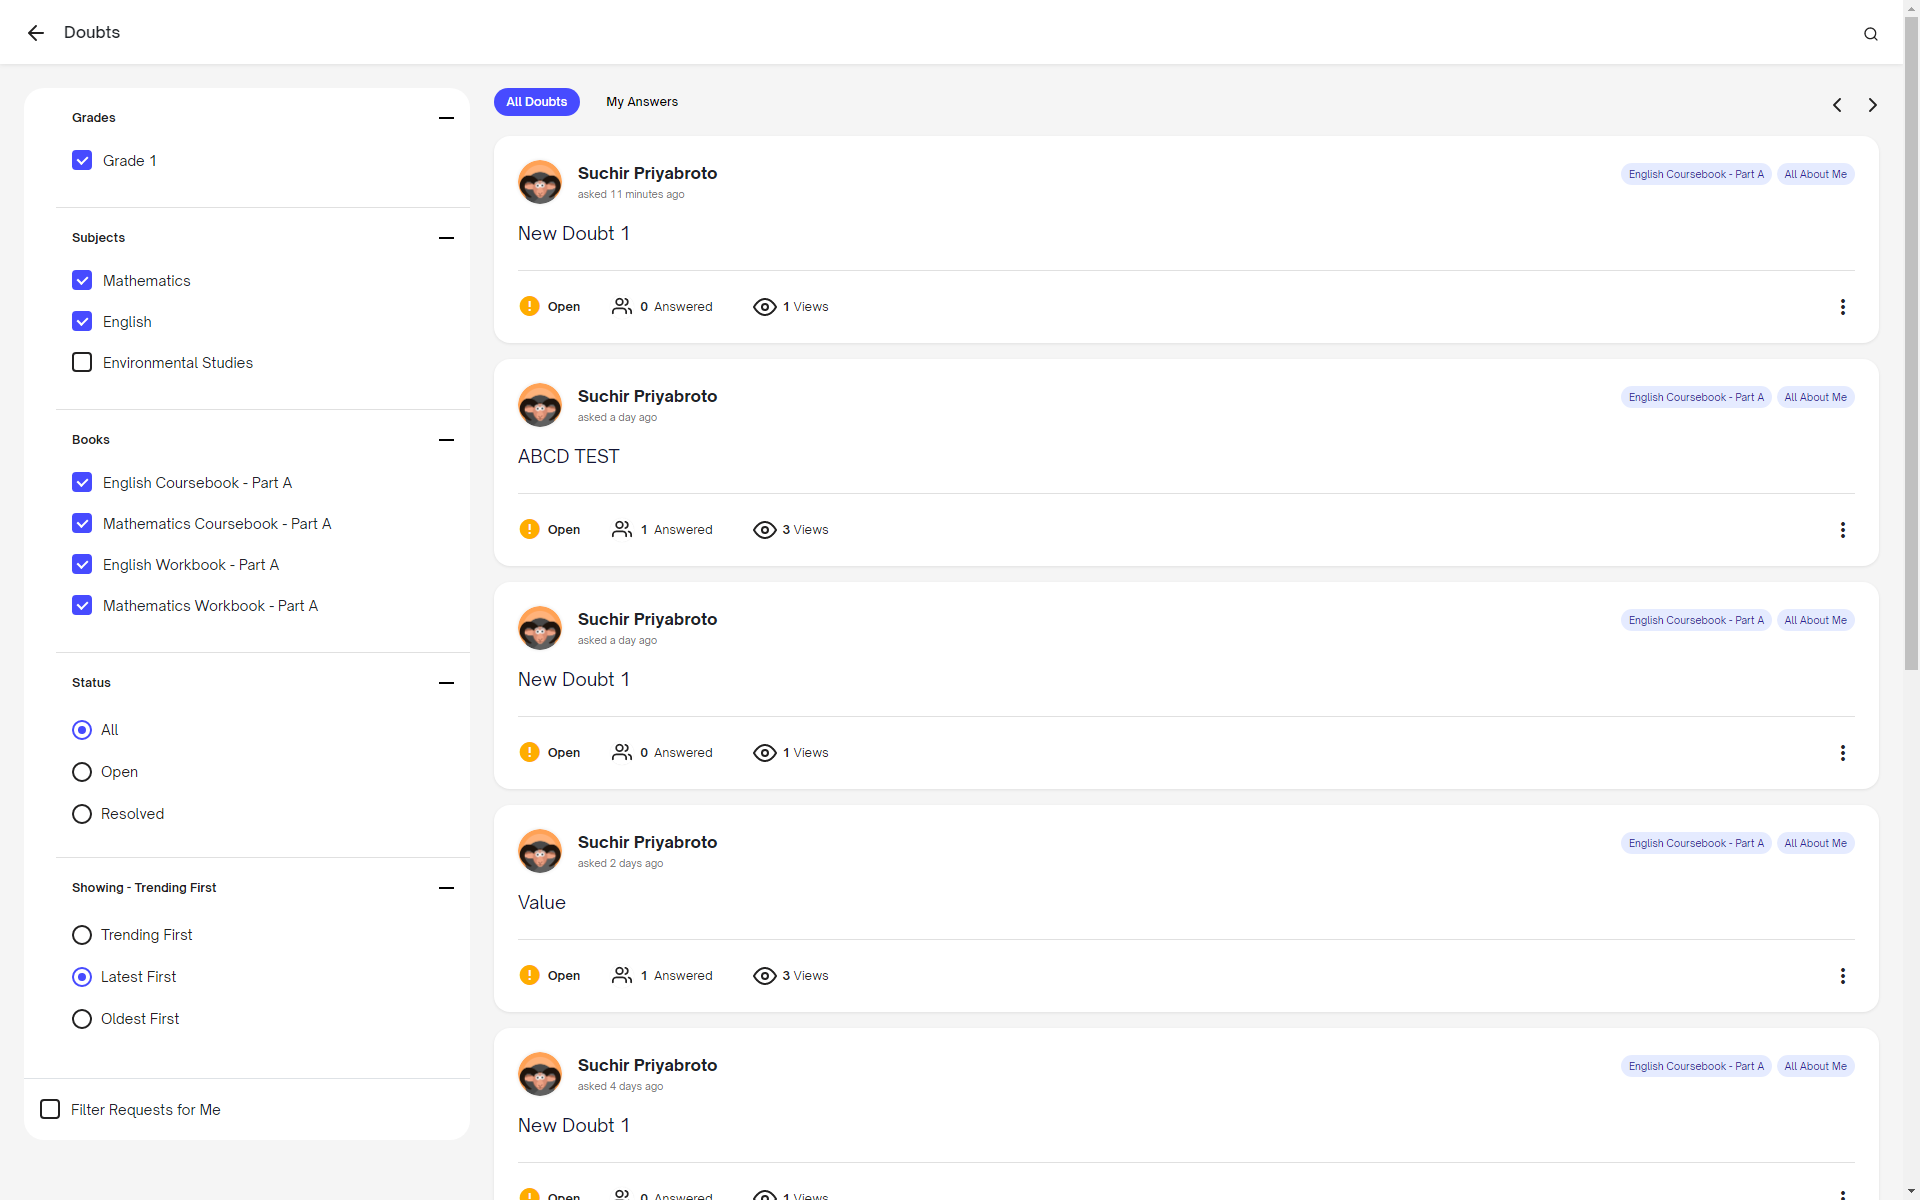 Doubts
Grades
Grade 1
Subjects
Mathematics
English
Environmental Studies
Books
English Coursebook - Part A
Mathematics Coursebook - Part A
English Workbook - Part A
Mathematics Workbook - Part A
Status
All
Open
Resolved
Showing - Trending First
Trending First
Latest First
Oldest First
Filter Requests for Me
All Doubts My Answers
Suchir Priyabroto English Coursebook - Part A All About Me
asked 11 minutes ago
New Doubt 1
Open 0 Answered 1 Views
Suchir Priyabroto English Coursebook - Part A All About Me
asked a day ago
ABCD TEST
Open 1 Answered 3 Views
Suchir Priyabroto English Coursebook - Part A All About Me
asked a day ago
New Doubt 1
Open 0 Answered 1 Views
Suchir Priyabroto English Coursebook - Part A All About Me
asked 2 days ago
Value
Open 1 Answered 3 Views
Suchir Priyabroto English Coursebook - Part A All About Me
asked 4 days ago
New Doubt 1
Open 0 Answered 1 Views